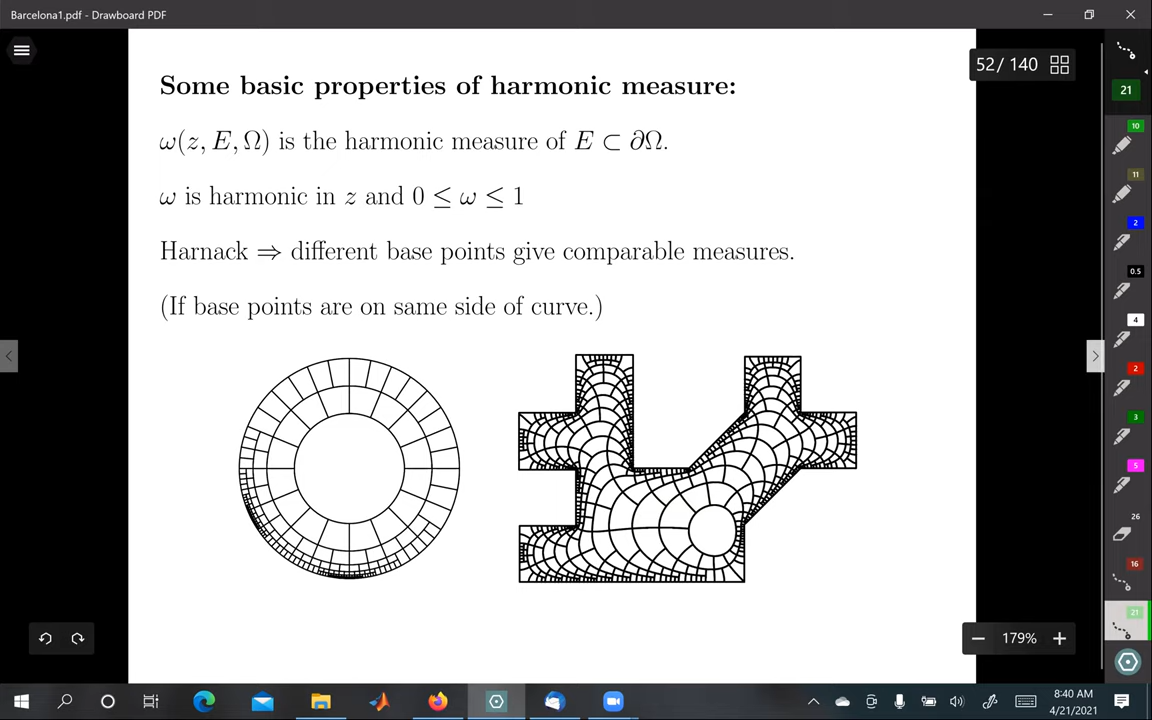 Barcelona1.pdf - Drawboard PDF
52 / 140
Some basic properties of harmonic measure:
ω(z, E, Ω) is the harmonic measure of E ⊂ ∂Ω.
ω is harmonic in z and 0 ≤ ω ≤ 1
Harnack ⇒ different base points give comparable measures.
(If base points are on same side of curve.)
21
10
11
2
0.5
4
2
3
5
26
16
21
179%
8:40 AM
4/21/2021